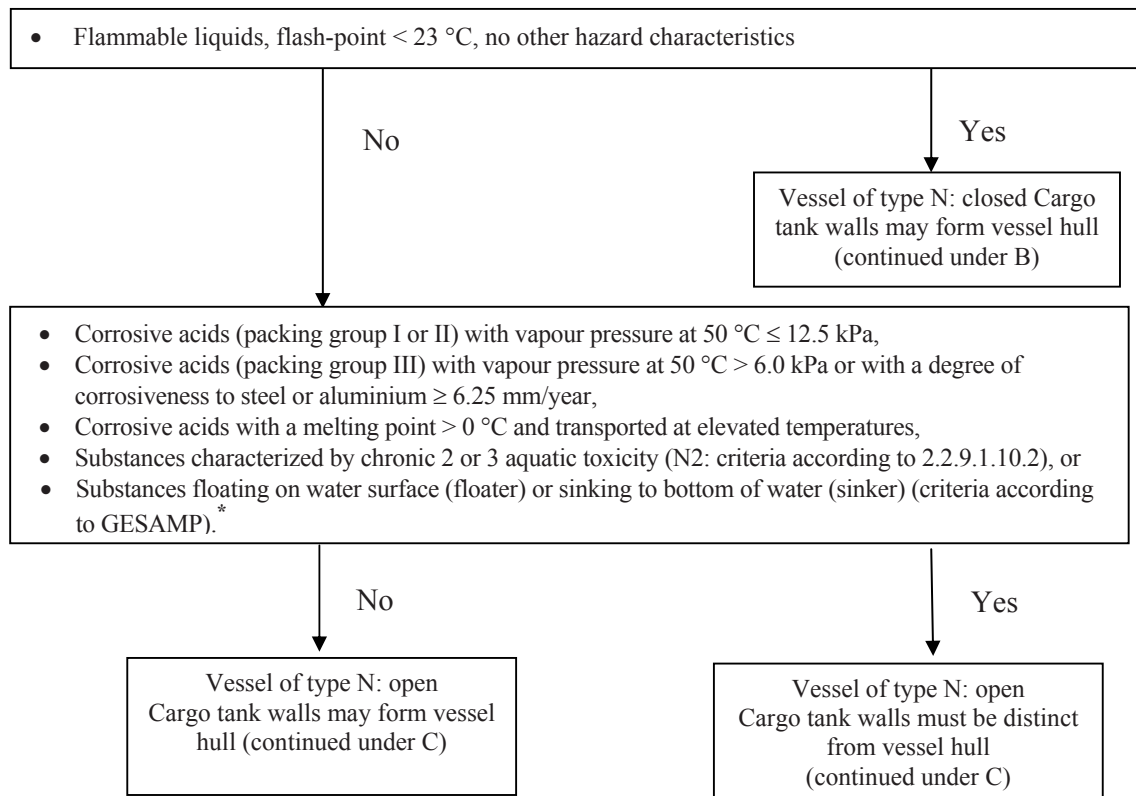 • Flammable liquids, flash-point < 23 °C, no other hazard characteristics
No
Yes
Vessel of type N: closed Cargo
tank walls may form vessel hull
(continued under B)
• Corrosive acids (packing group I or II) with vapour pressure at 50 °C ≤ 12.5 kPa,
• Corrosive acids (packing group III) with vapour pressure at 50 °C > 6.0 kPa or with a degree of
corrosiveness to steel or aluminium ≥ 6.25 mm/year,
• Corrosive acids with a melting point > 0 °C and transported at elevated temperatures,
• Substances characterized by chronic 2 or 3 aquatic toxicity (N2: criteria according to 2.2.9.1.10.2), or
• Substances floating on water surface (floater) or sinking to bottom of water (sinker) (criteria according
to GESAMP).*
No
Yes
Vessel of type N: open
Cargo tank walls may form vessel
hull (continued under C)
Vessel of type N: open
Cargo tank walls must be distinct
from vessel hull
(continued under C)